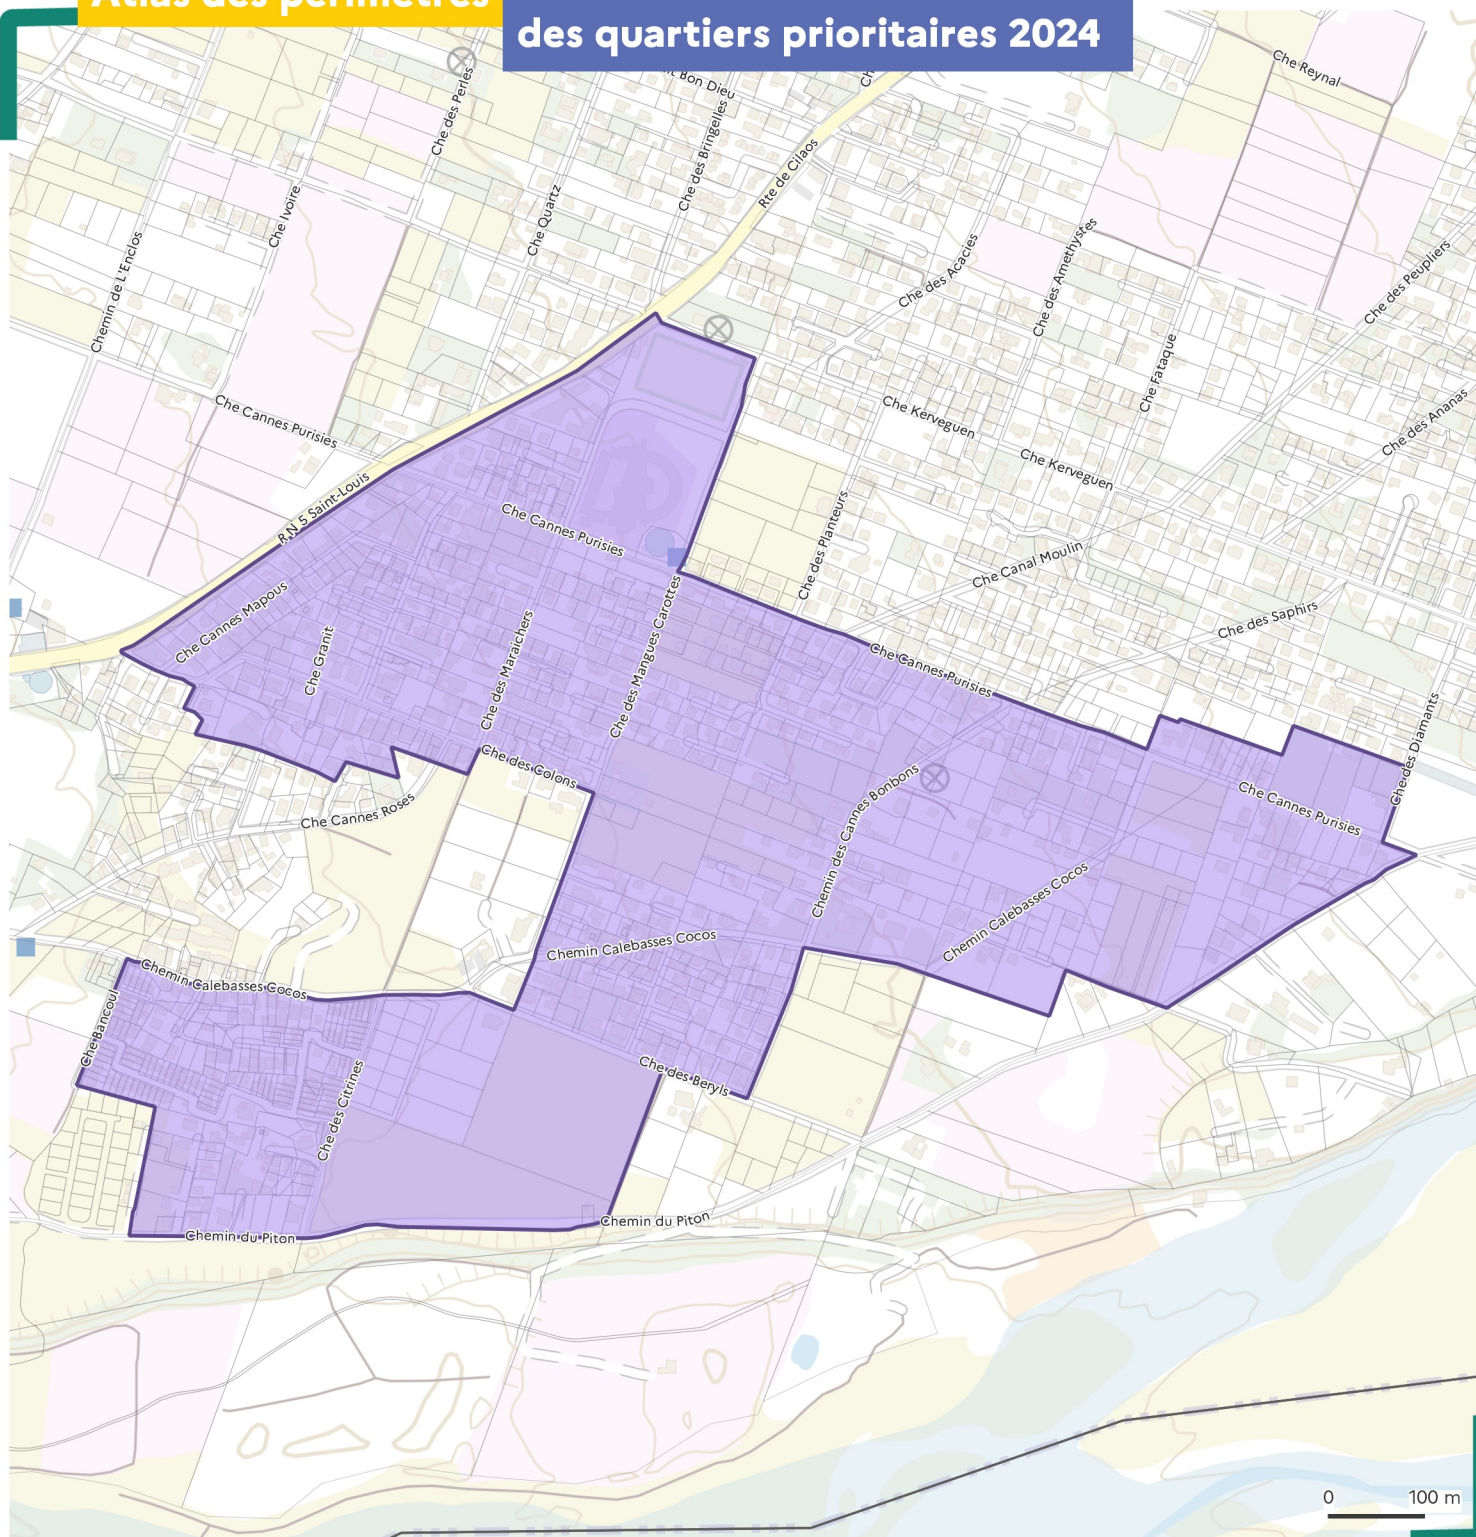 Atlas des périmètres
des quartiers prioritaires 2024
Bon Dieu
Che Reynal
Che des Perles
Che des Bringelles
Rte de Cilaos
Che Ivoire
Che Quartz
Chemin de L'Enclos
Che des Acacies
Che des Amethystes
Che des Peupliers
Che Fataque
Che Cannes Purisies
Che Kerveguen
Che des Ananas
Che Kerveguen
R N 5 Saint-Louis
Che Cannes Purisies
Che des Planteurs
Che Canal Moulin
Che Cannes Mapous
Che Granit
Che des Maraichers
Che des Mangues Carottes
Che des Saphirs
Che Cannes Purisies
Che des Diamants
Che des Colons
Che Cannes Roses
Chemin des Cannes Bonbons
Che Cannes Purisies
Chemin Calebasses Cocos
Chemin Calebasses Cocos
Chemin Calebasses Cocos
Che Bancoul
Che des Citrines
Che des Beryls
Chemin du Piton
Chemin du Piton
0 100 m